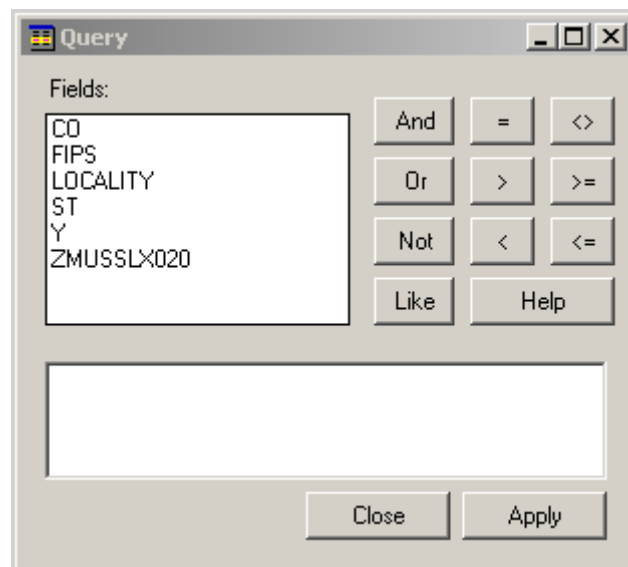 Query
Fields:
CO
FIPS
LOCALITY
ST
Y
ZMUSSLX020
And = <>
Or > >=
Not < <=
Like Help
Close Apply